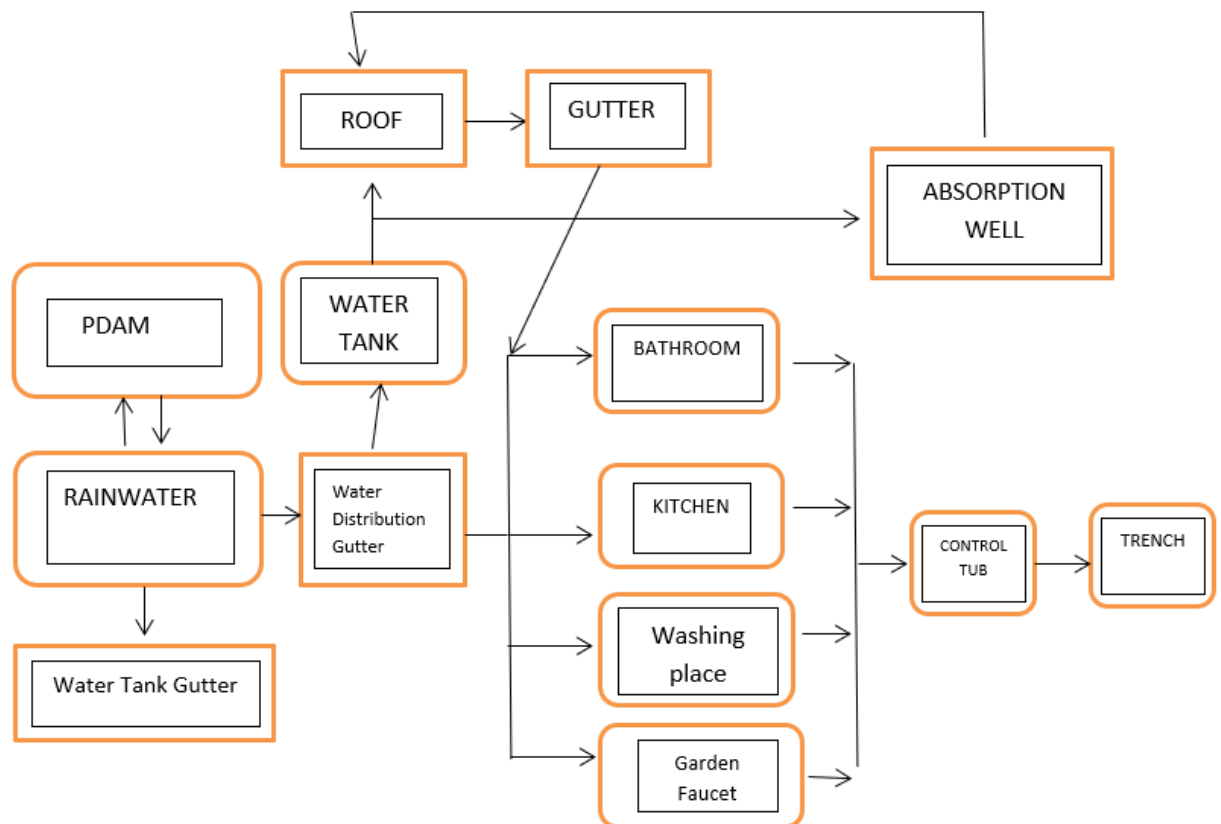 ROOF
GUTTER
ABSORPTION
WELL
PDAM
WATER
TANK
BATHROOM
RAINWATER
Water
Distribution
Gutter
KITCHEN
CONTROL
TUB
TRENCH
Water Tank Gutter
Washing
place
Garden
Faucet